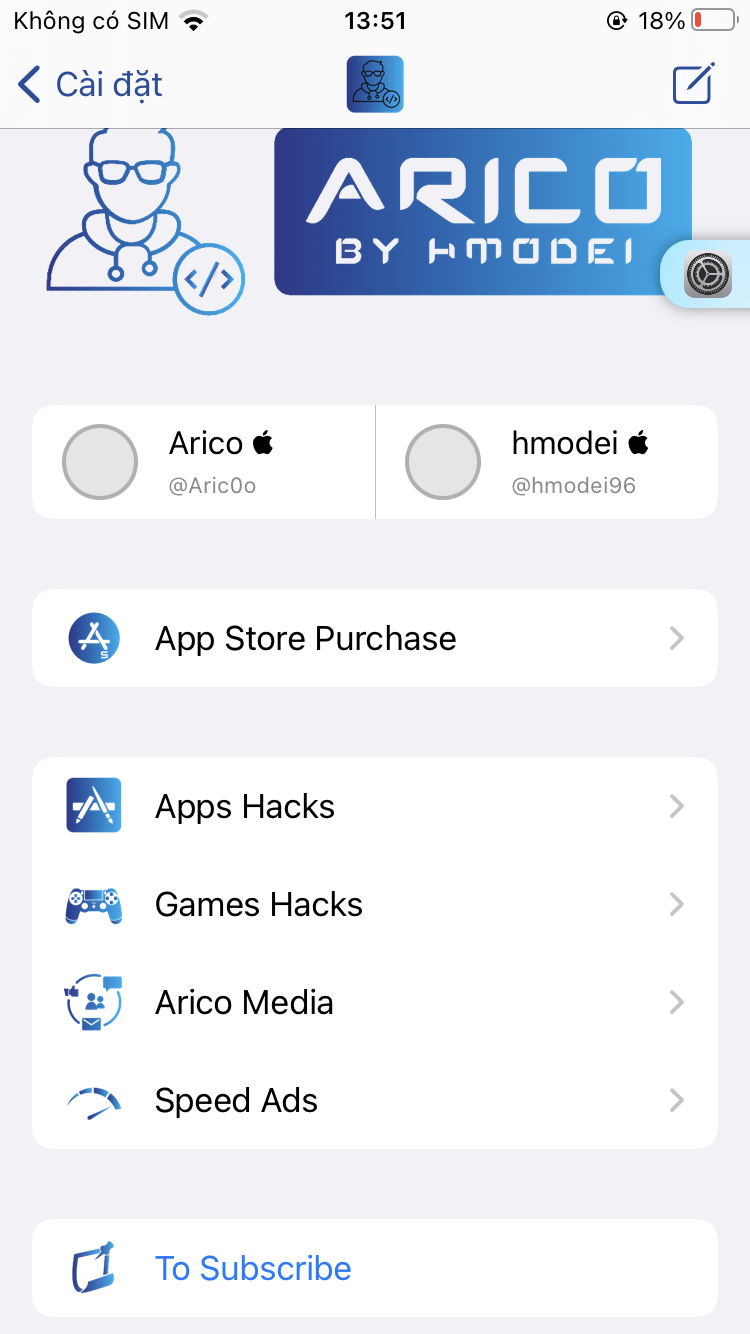 Không có SIM 13:51 18%
Cài đặt
ARICO
BY HMODEI
</>
Arico
@Aric0o
hmodei
@hmodei96
App Store Purchase
Apps Hacks
Games Hacks
Arico Media
Speed Ads
To Subscribe